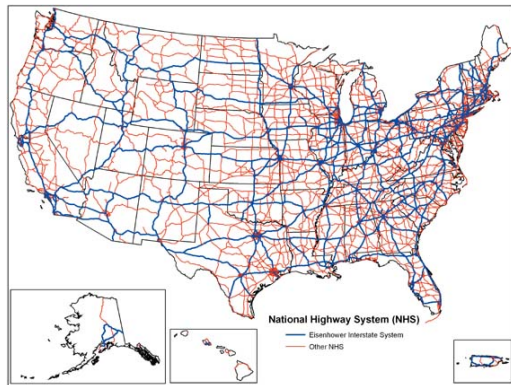 National Highway System (NHS)
Eisenhower Interstate System
Other NHS